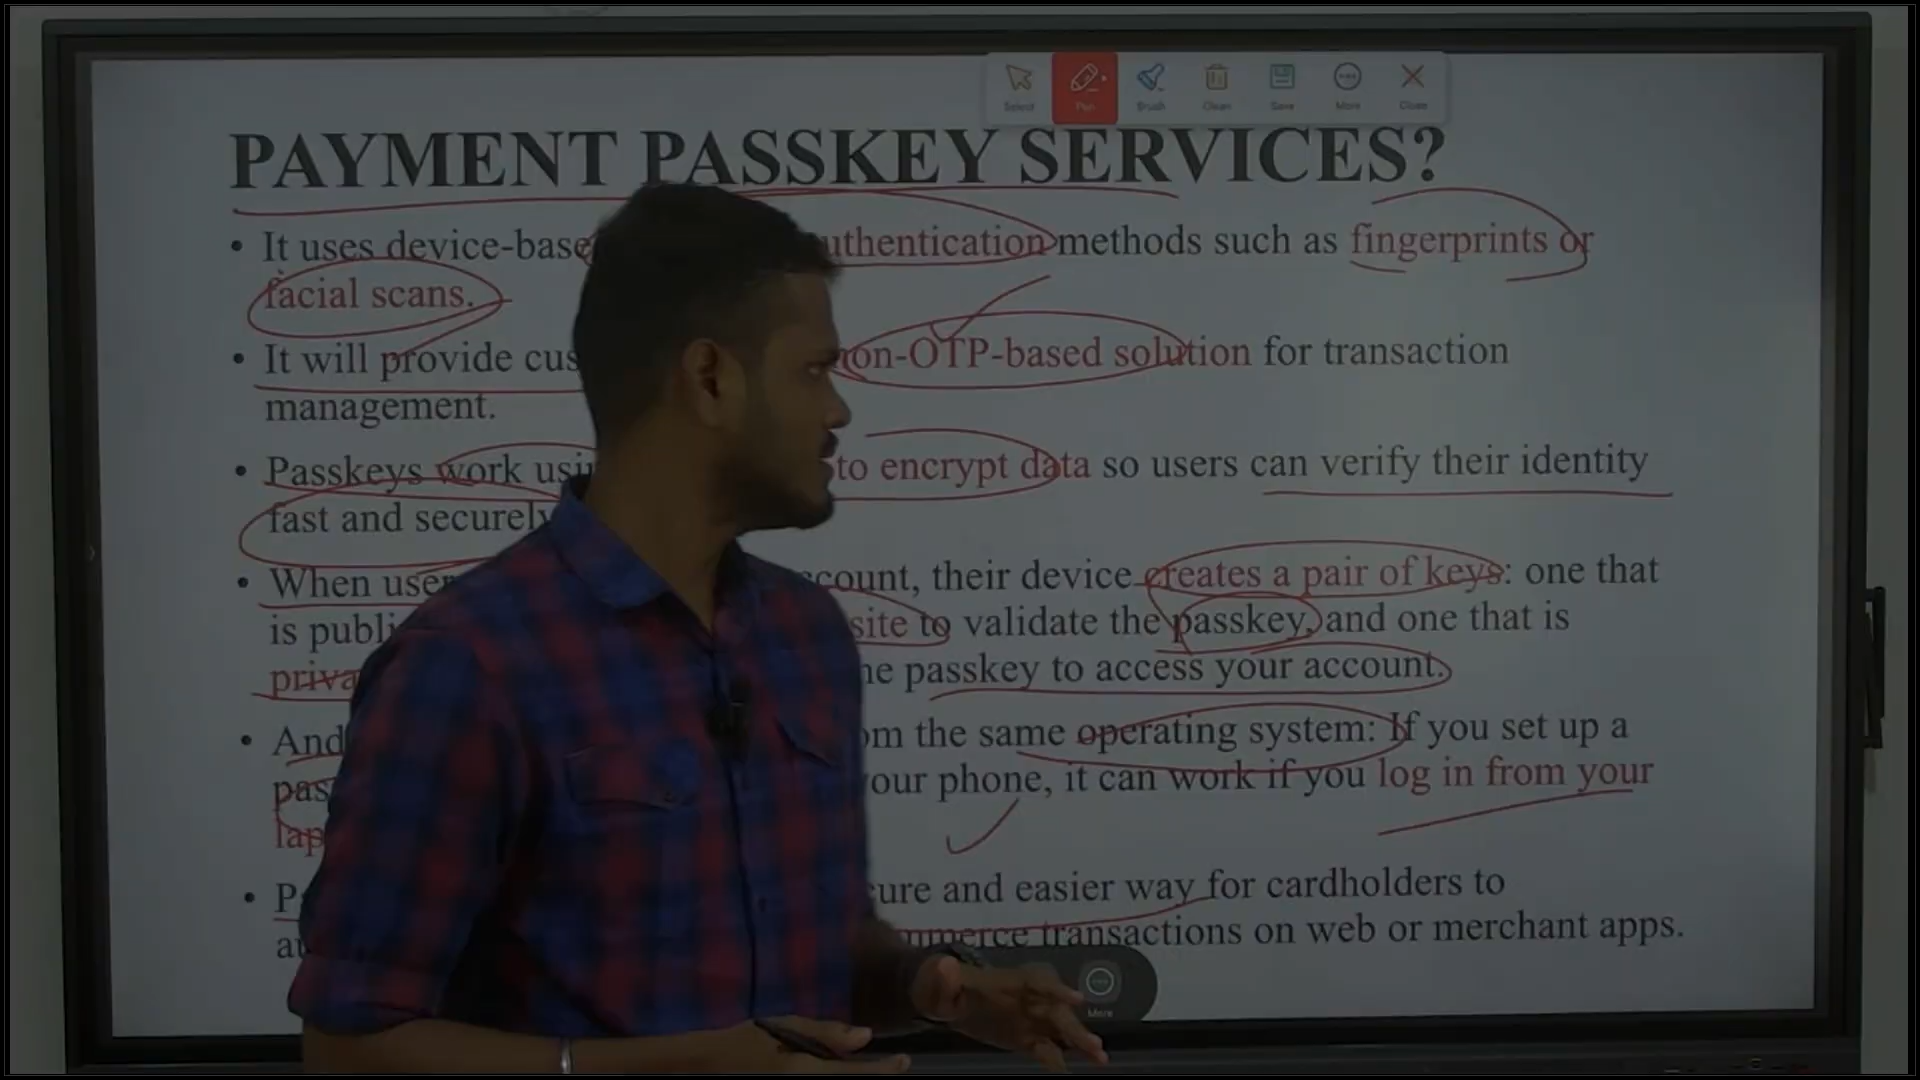 Select Pen Brush Clean Save More Close
PAYMENT PASSKEY SERVICES?
• It uses device-base uthentication methods such as fingerprints or
facial scans.
• It will provide cus on-OTP-based solution for transaction
management.
• Passkeys work usi to encrypt data so users can verify their identity
fast and securely
• When user ccount, their device creates a pair of keys: one that
is publi site to validate the passkey, and one that is
priva he passkey to access your account.
• And om the same operating system: If you set up a
pas our phone, it can work if you log in from your
lap
• Pa cure and easier way for cardholders to
au mmerce transactions on web or merchant apps.
More